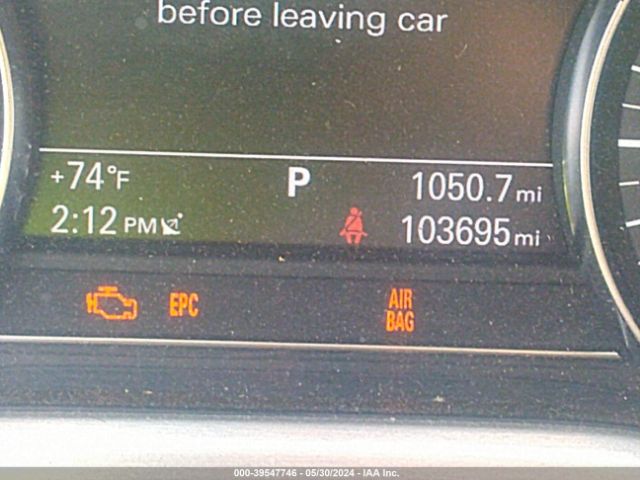 before leaving car
+74°F P 1050.7 mi
2:12 PM 103695 mi
EPC AIR BAG
000-39547746 - 05/30/2024 - IAA Inc.